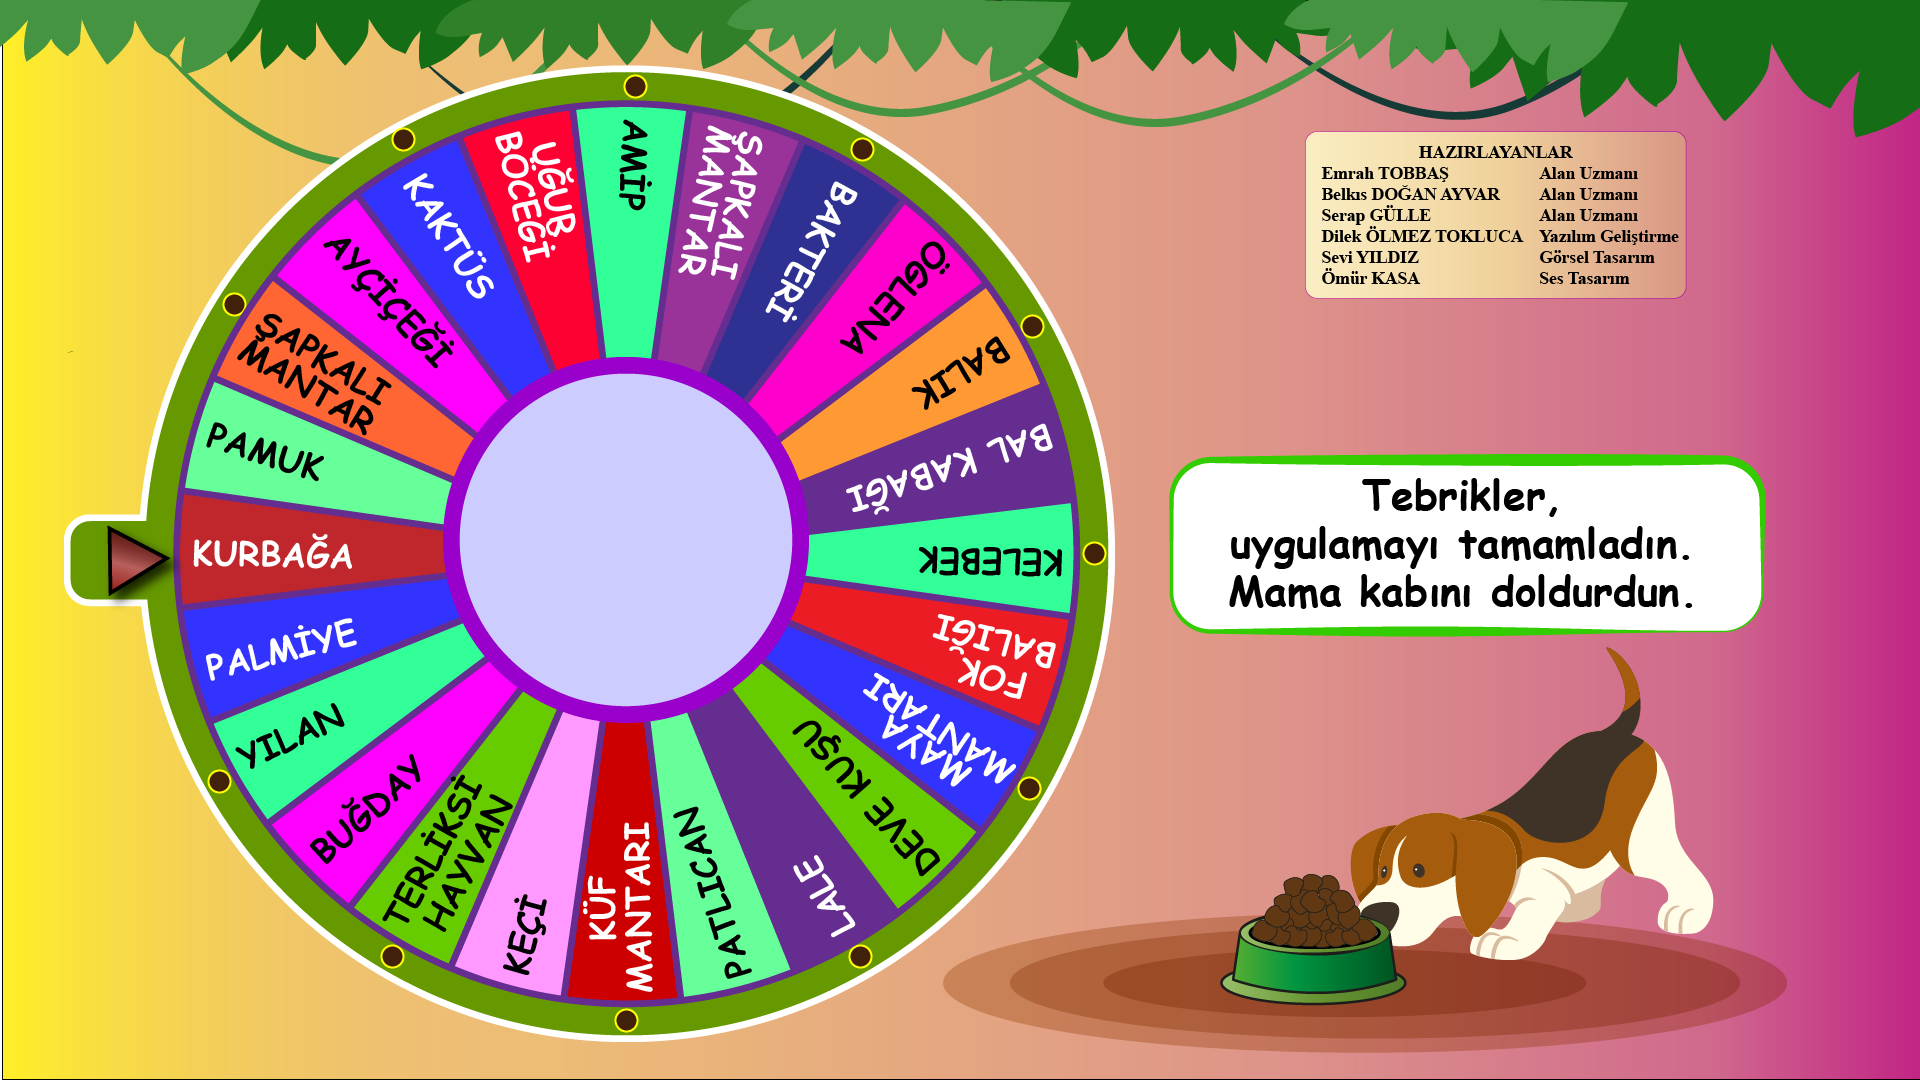 AMİP
ŞAPKALI
MANTAR
BAKTERİ
ÖGLENA
BALIK
BAL KABAĞI
KELEBEK
FOK
BALIĞI
MAYA
MANTARI
DEVE KUŞU
LALE
PATLICAN
KÜF
MANTARI
KEÇİ
TERLİKSİ
HAYVAN
BUĞDAY
YILAN
PALMİYE
KURBAĞA
PAMUK
ŞAPKALI
MANTAR
AYÇİÇEĞİ
KAKTÜS
UĞUR
BÖCEĞİ
HAZIRLAYANLAR
Emrah TOBBAŞ Alan Uzmanı
Belkıs DOĞAN AYVAR Alan Uzmanı
Serap GÜLLE Alan Uzmanı
Dilek ÖLMEZ TOKLUCA Yazılım Geliştirme
Sevi YILDIZ Görsel Tasarım
Ömür KASA Ses Tasarım
Tebrikler,
uygulamayı tamamladın.
Mama kabını doldurdun.